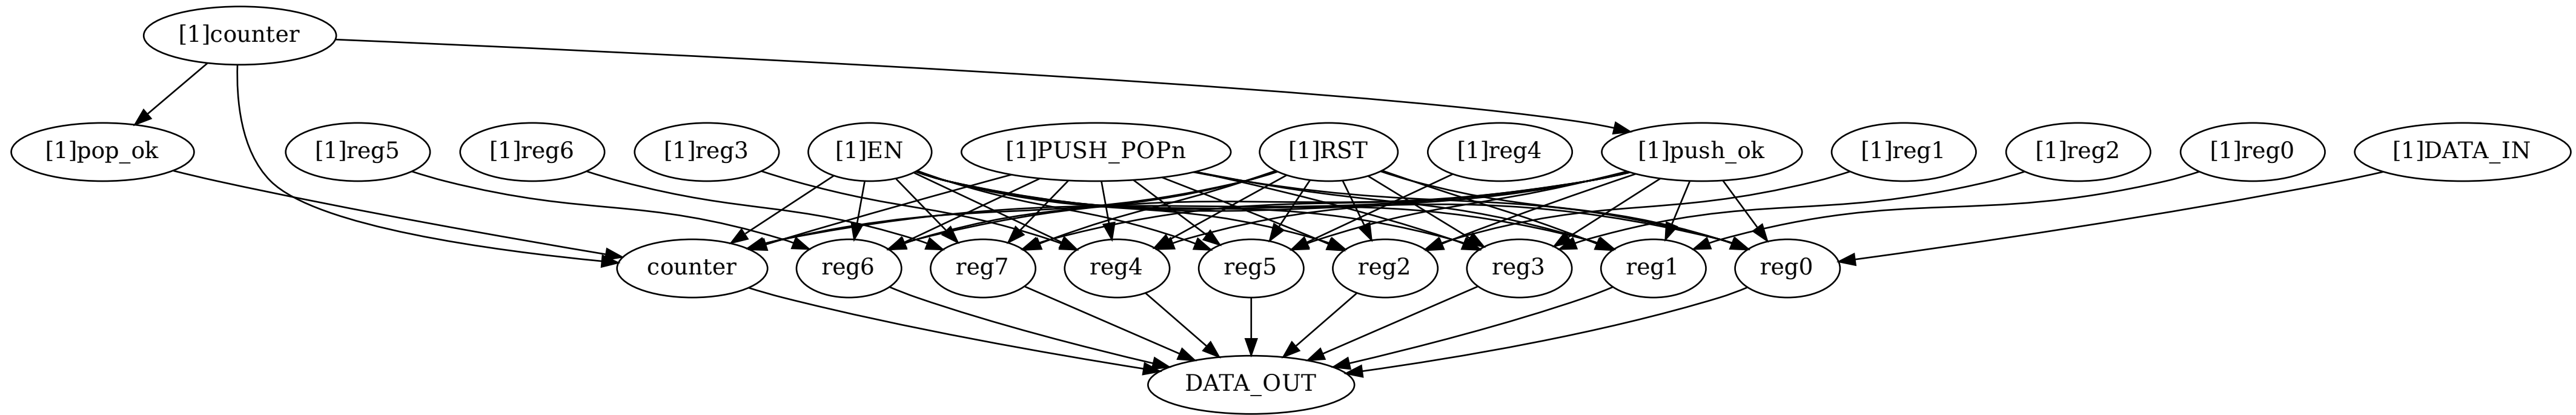 [1]counter
[1]pop_ok
[1]reg5
[1]reg6
[1]reg3
[1]EN
[1]PUSH_POPn
[1]RST
[1]reg4
[1]push_ok
[1]reg1
[1]reg2
[1]reg0
[1]DATA_IN
counter
reg6
reg7
reg4
reg5
reg2
reg3
reg1
reg0
DATA_OUT